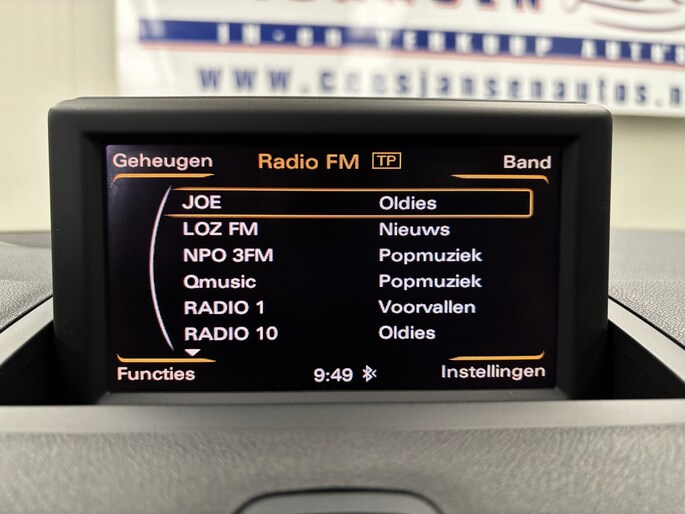 IN- EN VERKOOP AUTO'S
www.ceesjansenautos.n
Geheugen Radio FM TP Band
JOE Oldies
LOZ FM Nieuws
NPO 3FM Popmuziek
Qmusic Popmuziek
RADIO 1 Voorvallen
RADIO 10 Oldies
Functies 9:49 Instellingen